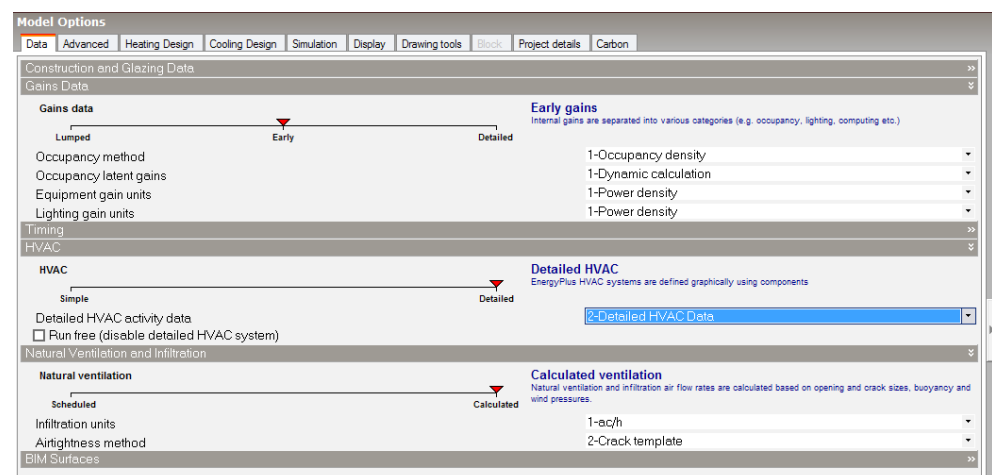 Model Options
Data Advanced Heating Design Cooling Design Simulation Display Drawing tools Block Project details Carbon
Construction and Glazing Data
Gains Data
Gains data Early gains
Internal gains are separated into various categories (e.g. occupancy, lighting, computing etc.)
Lumped Early Detailed
Occupancy method 1-Occupancy density
Occupancy latent gains 1-Dynamic calculation
Equipment gain units 1-Power density
Lighting gain units 1-Power density
Timing
HVAC
HVAC Detailed HVAC
EnergyPlus HVAC systems are defined graphically using components
Simple Detailed
Detailed HVAC activity data 2-Detailed HVAC Data
Run free (disable detailed HVAC system)
Natural Ventilation and Infiltration
Natural ventilation Calculated ventilation
Natural ventilation and infiltration air flow rates are calculated based on opening and crack sizes, buoyancy and
wind pressures.
Scheduled Calculated
Infiltration units 1-ac/h
Airtightness method 2-Crack template
BIM Surfaces